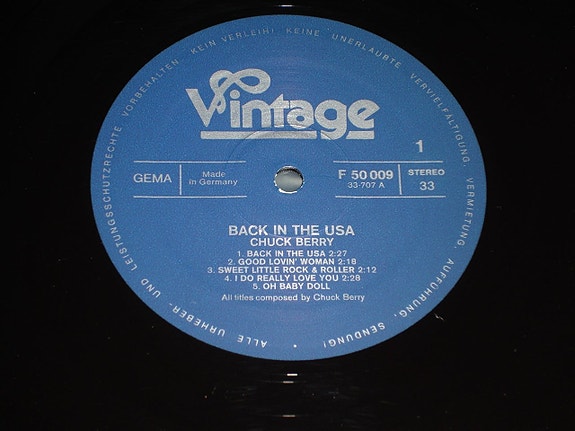 Vintage
1
GEMA
Made
in Germany
F 50 009
33-707 A
STEREO
33
BACK IN THE USA
CHUCK BERRY
1. BACK IN THE USA 2:27
2. GOOD LOVIN' WOMAN 2:18
3. SWEET LITTLE ROCK & ROLLER 2:12
4. I DO REALLY LOVE YOU 2:28
5. OH BABY DOLL
All titles composed by Chuck Berry
• ALLE URHEBER- UND LEISTUNGSSCHUTZRECHTE VORBEHALTEN · KEIN VERLEIH! KEINE UNERLAUBTE VERVIELFÄLTIGUNG, VERMIETUNG, AUFFÜHRUNG, SENDUNG!